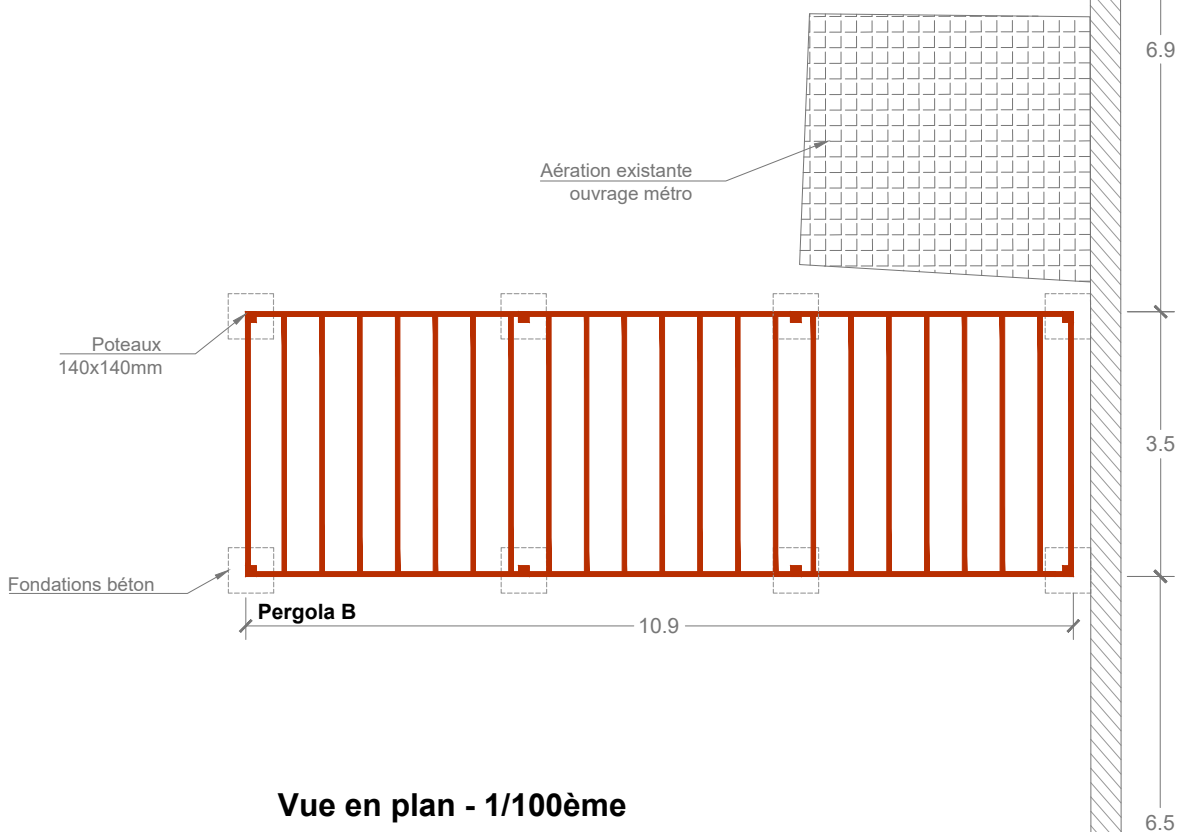 6.9
Aération existante
ouvrage métro
Poteaux
140x140mm
3.5
Fondations béton
Pergola B
10.9
Vue en plan - 1/100ème
6.5